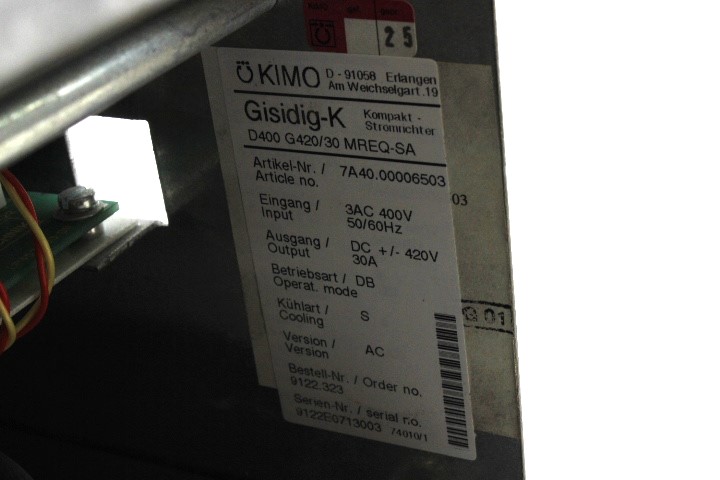 25
KIMO D - 91058 Erlangen
Am Weichselgart.19
Gisidig-K Kompakt -
Stromrichter
D400 G420/30 MREQ-SA
Artikel-Nr. / 7A40.00006503
Article no.
03
Eingang / 3AC 400V
Input 50/60Hz
Ausgang / DC +/- 420V
Output 30A
Betriebsart / DB
Operat. mode
Kühlart / S
Cooling
G 01
Version / AC
Version
Bestell-Nr. / Order no.
9122.323
Serien-Nr. / serial no.
9122E0713003 74010/1